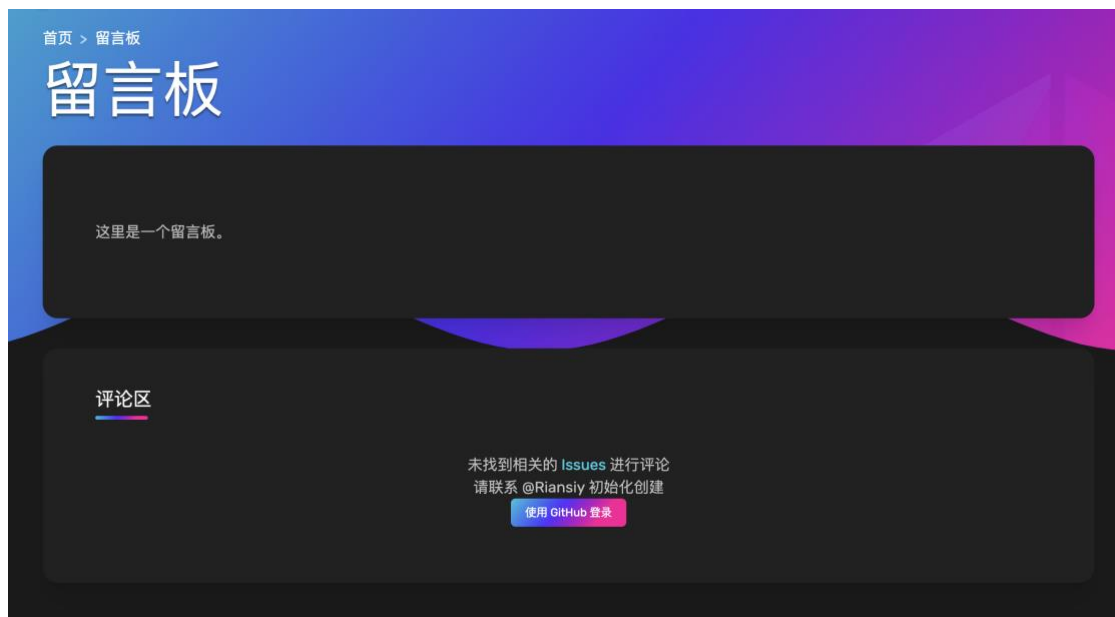 首页 > 留言板
留言板
这里是一个留言板。
评论区
未找到相关的 Issues 进行评论
请联系 @Riansiy 初始化创建
使用 GitHub 登录